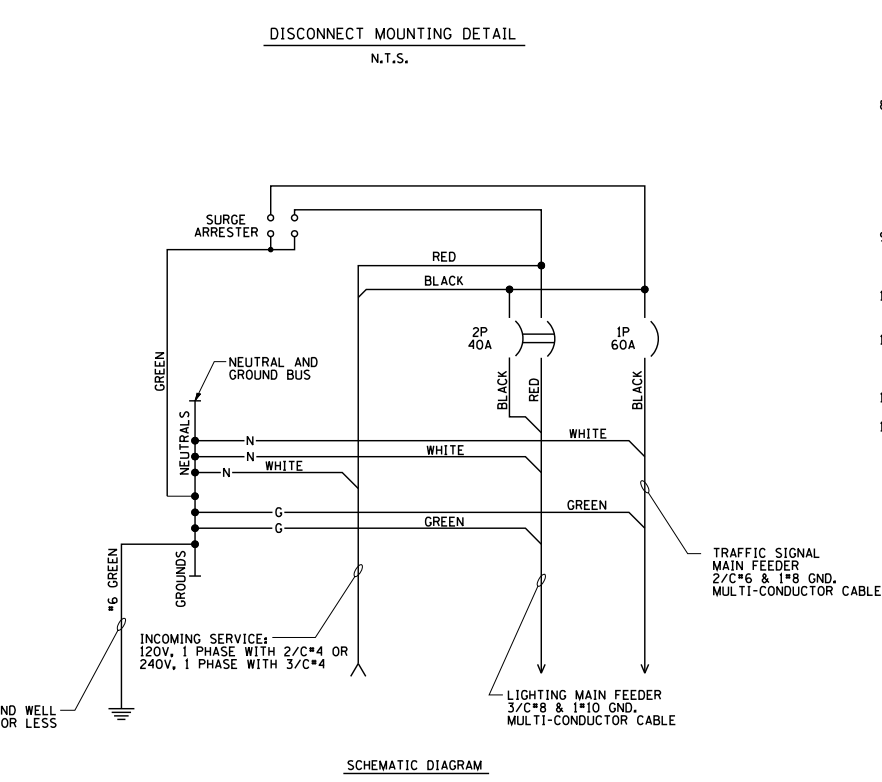 DISCONNECT MOUNTING DETAIL
N.T.S.
SURGE
ARRESTER
RED
BLACK
2P
40A
1P
60A
GREEN
NEUTRAL AND
GROUND BUS
BLACK
RED
BLACK
NEUTRALS
N
WHITE
N
WHITE
N
WHITE
G
GREEN
G
GREEN
GROUNDS
#6 GREEN
TRAFFIC SIGNAL
MAIN FEEDER
2/C#6 & 1#8 GND.
MULTI-CONDUCTOR CABLE
INCOMING SERVICE:
120V, 1 PHASE WITH 2/C#4 OR
240V, 1 PHASE WITH 3/C#4
LIGHTING MAIN FEEDER
3/C#8 & 1#10 GND.
MULTI-CONDUCTOR CABLE
ND WELL
OR LESS
SCHEMATIC DIAGRAM